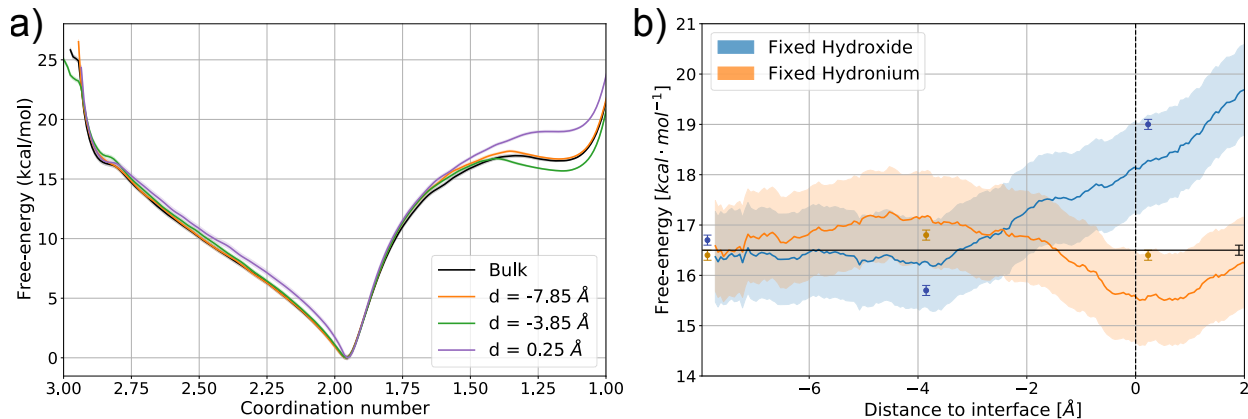 a)
Free-energy (kcal/mol)
25
20
15
10
5
0
3.00 2.75 2.50 2.25 2.00 1.75 1.50 1.25 1.00
Coordination number
Bulk
d = -7.85 Å
d = -3.85 Å
d = 0.25 Å
b)
Free-energy [kcal · mol⁻¹]
21
20
19
18
17
16
15
14
−6 −4 −2 0 2
Distance to interface [Å]
Fixed Hydroxide
Fixed Hydronium